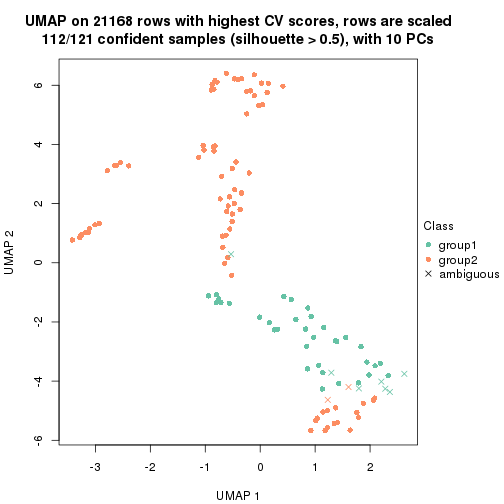 UMAP on 21168 rows with highest CV scores, rows are scaled
112/121 confident samples (silhouette > 0.5), with 10 PCs
6
4
2
0
-2
-4
-6
UMAP 2
-3
-2
-1
0
1
2
UMAP 1
Class
group1
group2
ambiguous